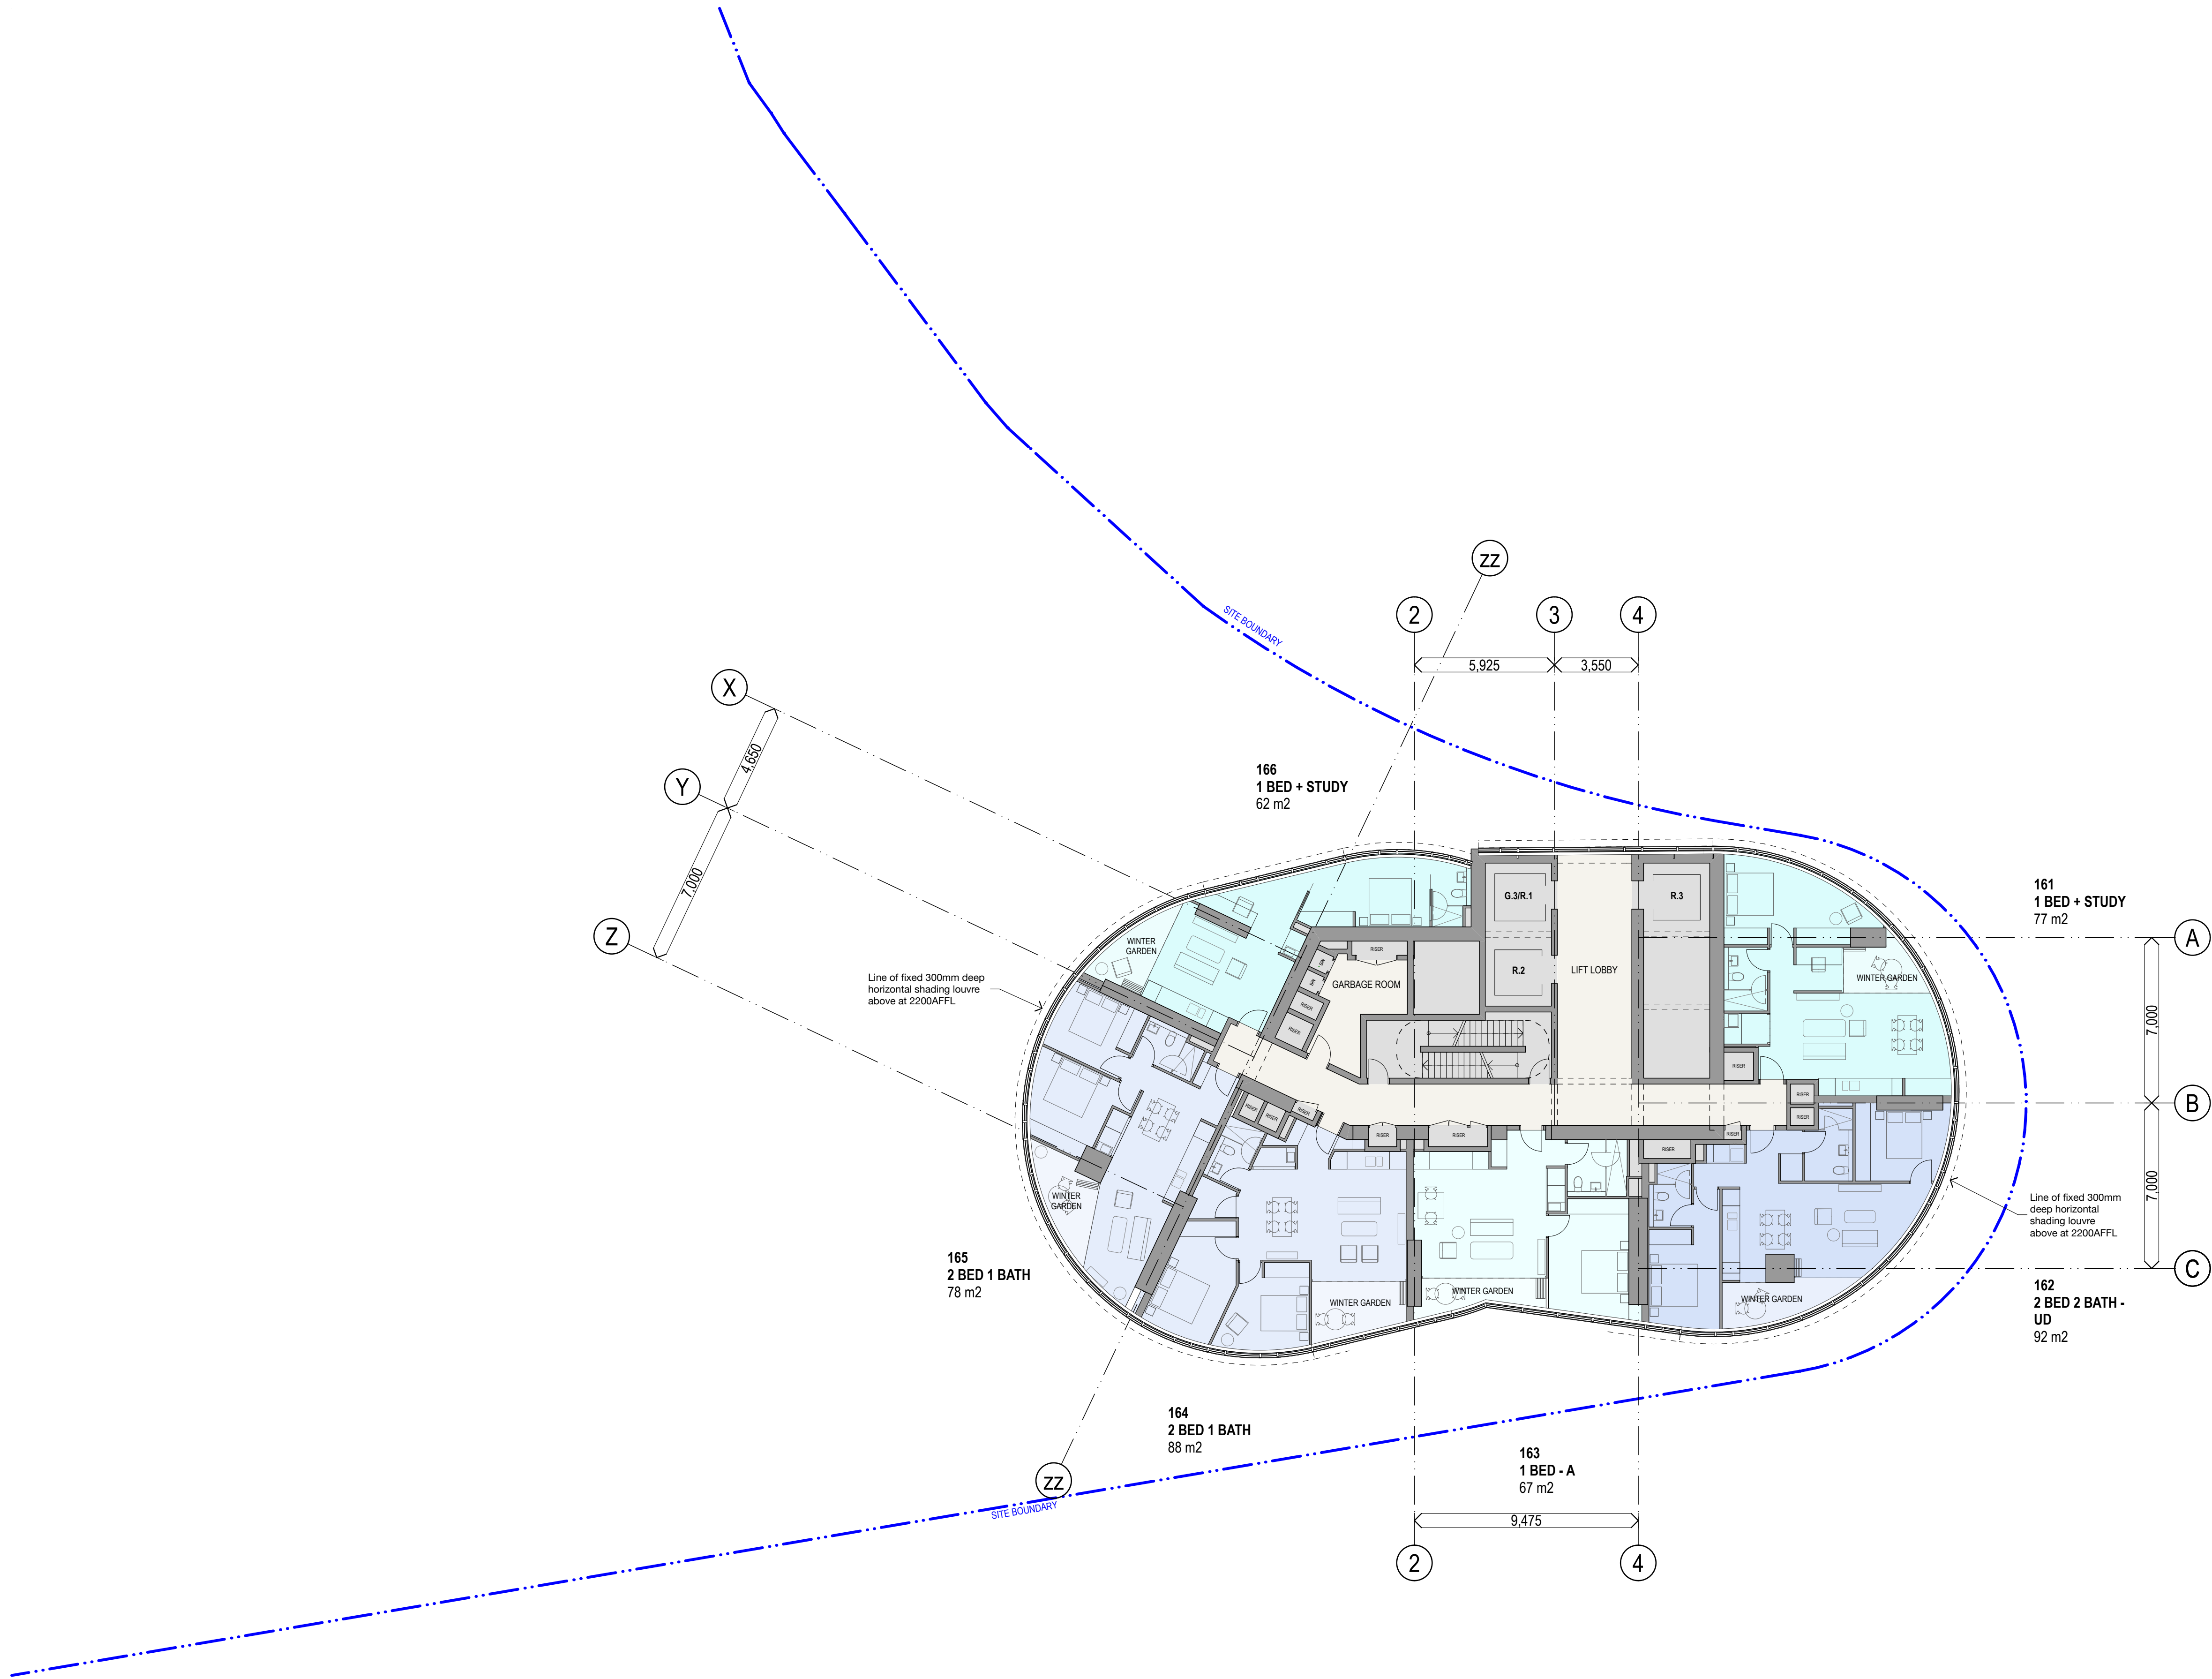 ZZ
2
3
4
SITE BOUNDARY
5,925
3,550
X
4,650
Y
7,000
Z
166
1 BED + STUDY
62 m2
161
1 BED + STUDY
77 m2
A
B
C
7,000
7,000
G.3/R.1
R.2
R.3
LIFT LOBBY
GARBAGE ROOM
RISER
BIN
BIN
RISER
RISER
WINTER
GARDEN
WINTER GARDEN
Line of fixed 300mm deep
horizontal shading louvre
above at 2200AFFL
RISER
RISER
RISER
RISER
RISER
RISER
RISER
RISER
RISER
RISER
RISER
WINTER
GARDEN
WINTER GARDEN
WINTER GARDEN
WINTER GARDEN
Line of fixed 300mm
deep horizontal
shading louvre
above at 2200AFFL
165
2 BED 1 BATH
78 m2
162
2 BED 2 BATH -
UD
92 m2
164
2 BED 1 BATH
88 m2
163
1 BED - A
67 m2
ZZ
SITE BOUNDARY
9,475
2
4